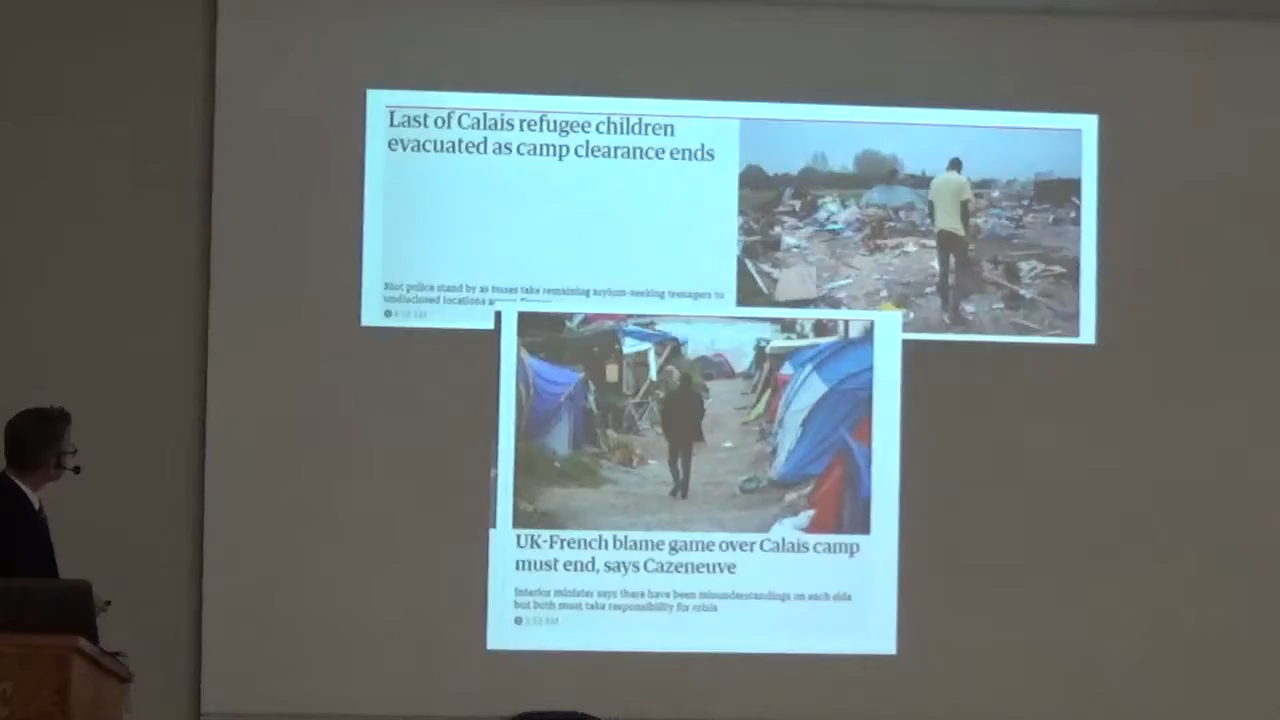 Last of Calais refugee children
evacuated as camp clearance ends
Riot police stand by as buses take remaining asylum-seeking teenagers to
undisclosed locations
UK-French blame game over Calais camp
must end, says Cazeneuve
Interior minister says there have been misunderstandings on each side
but both must take responsibility for crisis